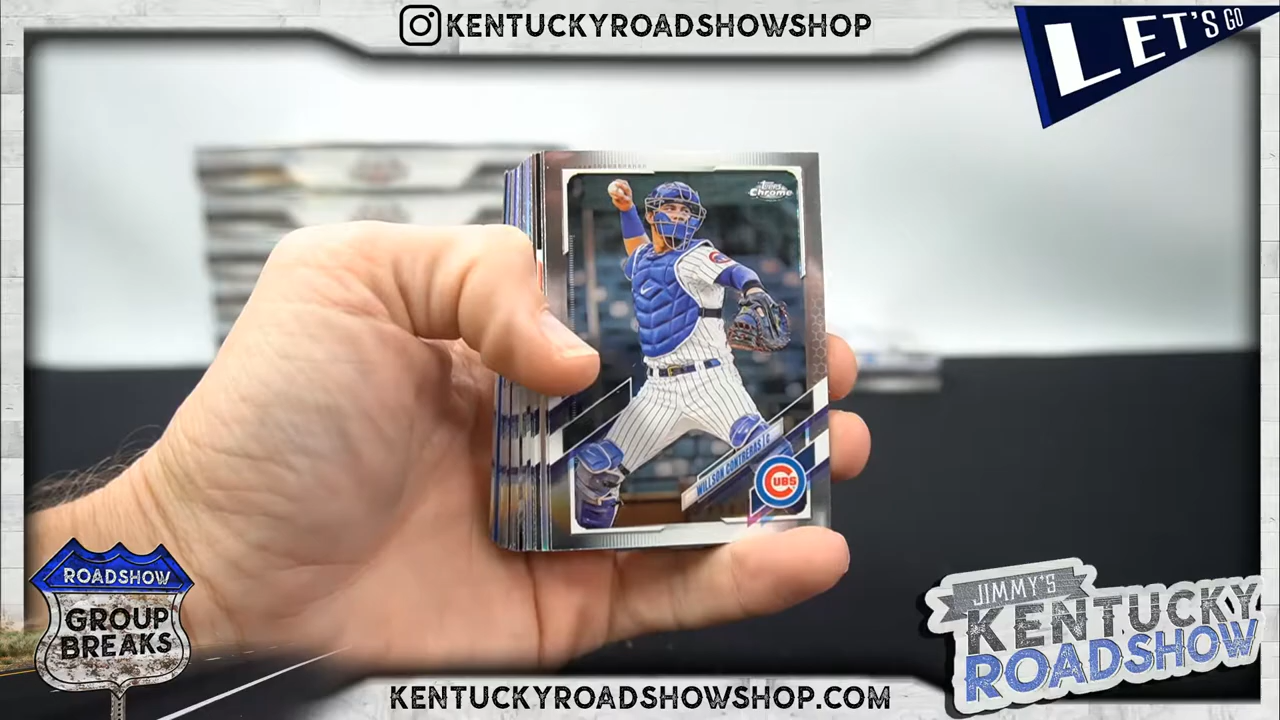 KENTUCKYROADSHOWSHOP
LET'S GO
Topps
Chrome
WILLSON CONTRERAS | C
CUBS
ROADSHOW
GROUP
BREAKS
JIMMY'S
KENTUCKY
ROADSHOW
KENTUCKYROADSHOWSHOP.COM